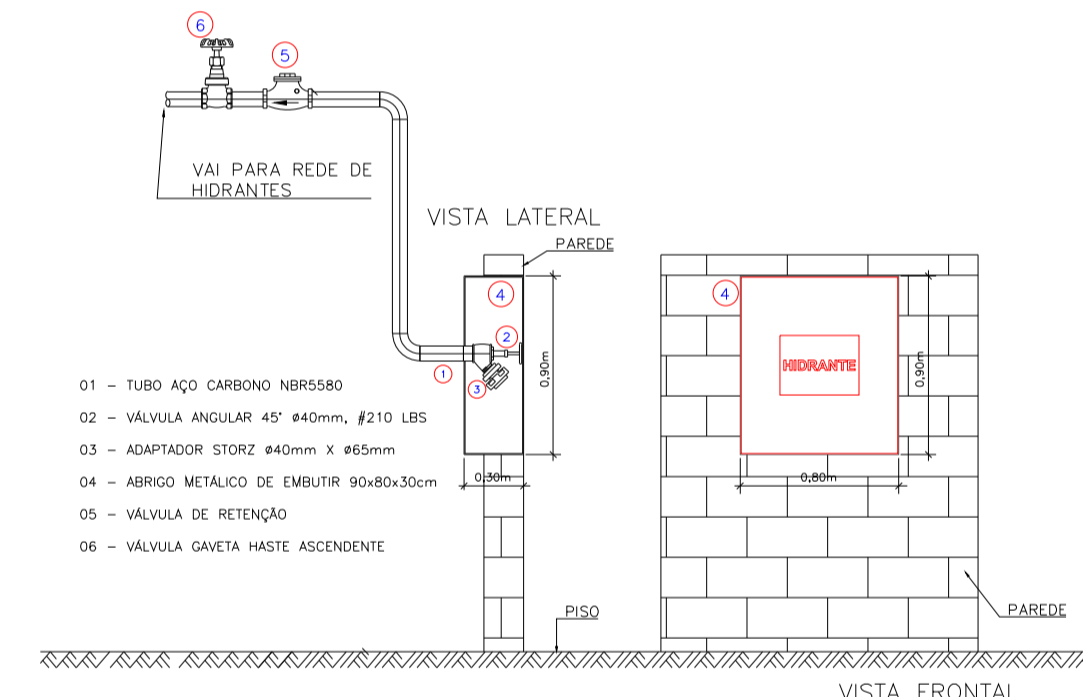 6
5
VAI PARA REDE DE
HIDRANTES
VISTA LATERAL
PAREDE
4
2
1
3
0,90m
0,30m
4
HIDRANTE
0,90m
0,80m
01 – TUBO AÇO CARBONO NBR5580
02 – VÁLVULA ANGULAR 45° ø40mm, #210 LBS
03 – ADAPTADOR STORZ ø40mm X ø65mm
04 – ABRIGO METÁLICO DE EMBUTIR 90x80x30cm
05 – VÁLVULA DE RETENÇÃO
06 – VÁLVULA GAVETA HASTE ASCENDENTE
PISO
PAREDE
VISTA FRONTAL